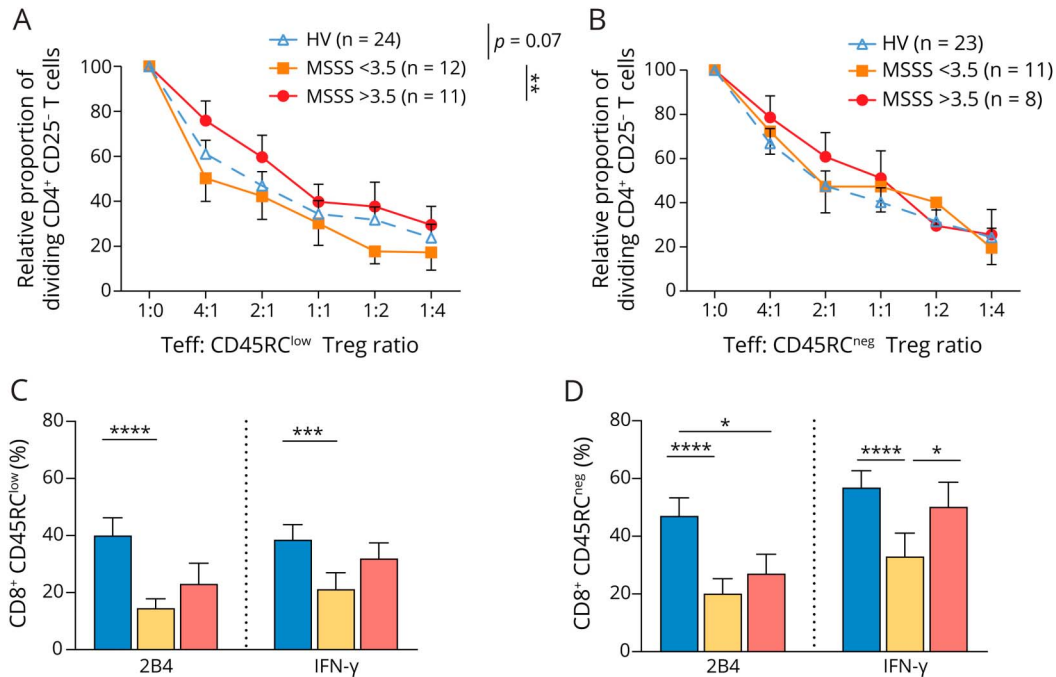 A
HV (n = 24)
MSSS <3.5 (n = 12)
MSSS >3.5 (n = 11)
p = 0.07
**
Relative proportion of
dividing CD4⁺ CD25⁻ T cells
100
80
60
40
20
0
1:0 4:1 2:1 1:1 1:2 1:4
Teff: CD45RCˡᵒʷ Treg ratio
B
HV (n = 23)
MSSS <3.5 (n = 11)
MSSS >3.5 (n = 8)
Relative proportion of
dividing CD4⁺ CD25⁻ T cells
100
80
60
40
20
0
1:0 4:1 2:1 1:1 1:2 1:4
Teff: CD45RCⁿᵉᵍ Treg ratio
C
CD8⁺ CD45RCˡᵒʷ (%)
80
60
40
20
0
**** ***
2B4 IFN-γ
D
CD8⁺ CD45RCⁿᵉᵍ (%)
80
60
40
20
0
*
**** **** *
2B4 IFN-γ